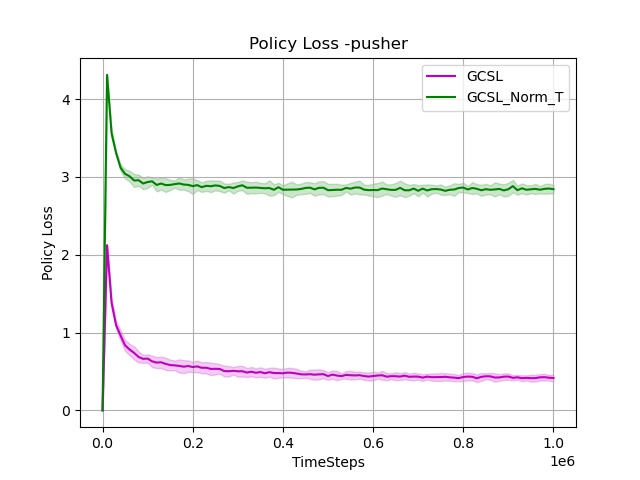 Policy Loss -pusher
GCSL
GCSL_Norm_T
Policy Loss
4
3
2
1
0
0.0 0.2 0.4 0.6 0.8 1.0
1e6
TimeSteps